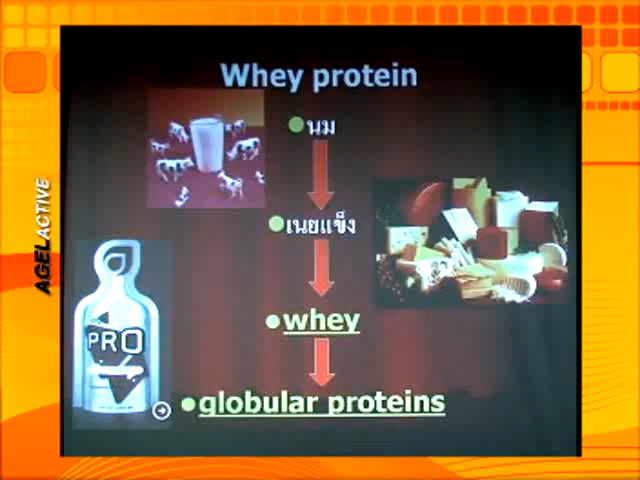 Whey protein
นม
เนยแข็ง
whey
globular proteins
PRO
AGELACTIVE